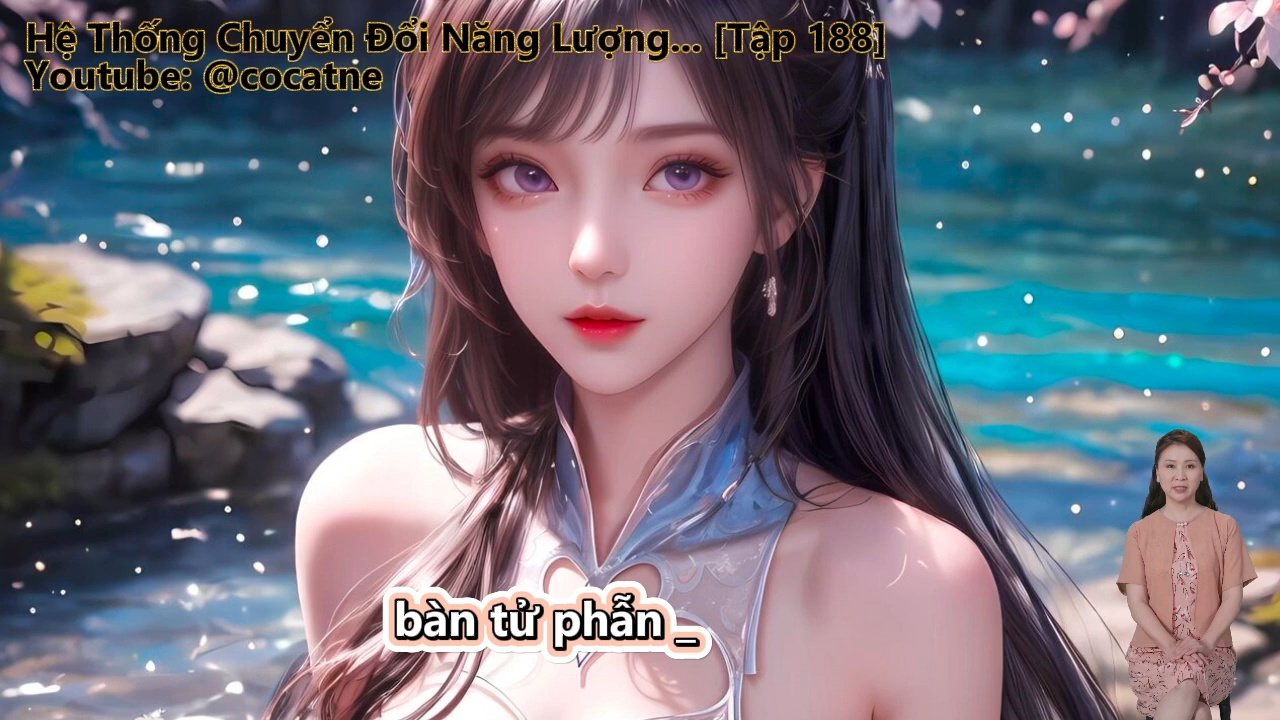 Hệ Thống Chuyển Đổi Năng Lượng... [Tập 188]
Youtube: @cocatne
bàn tử phẫn _